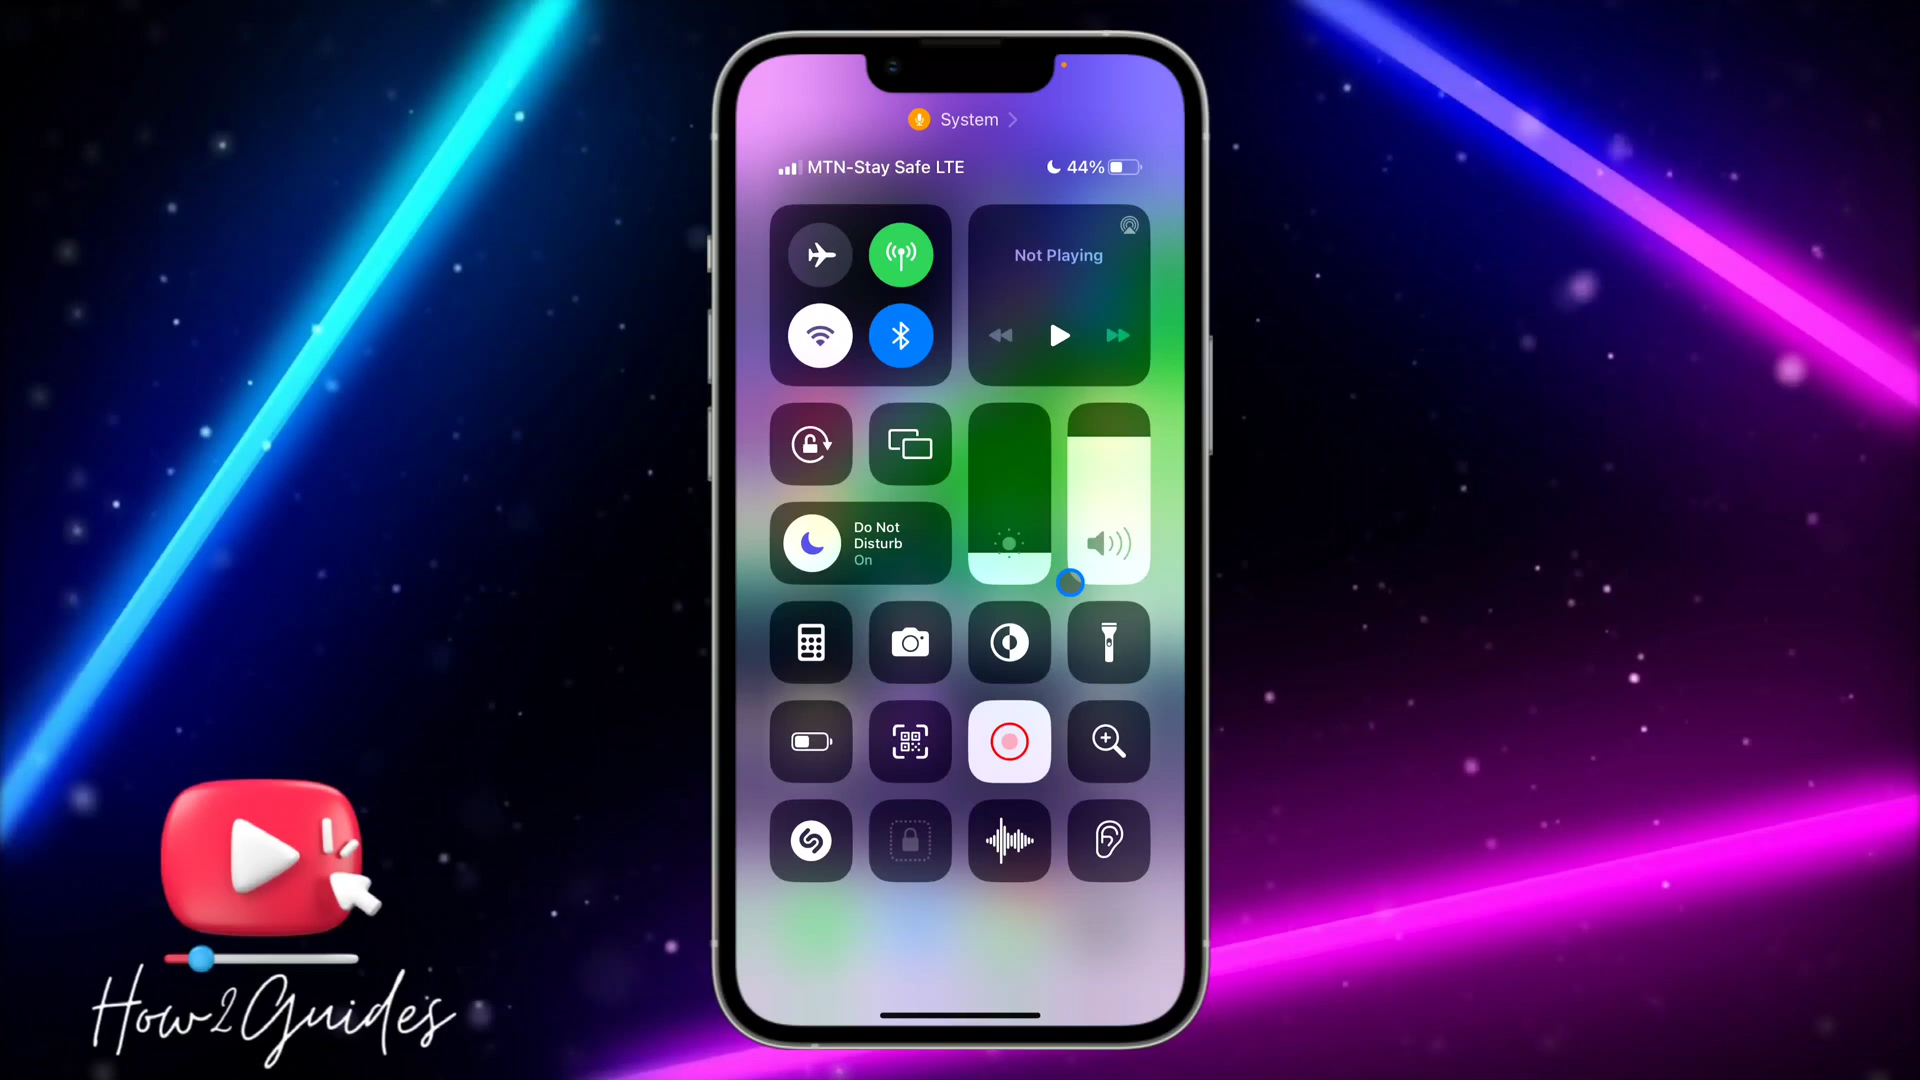 System
MTN-Stay Safe LTE 44%
Not Playing
Do Not
Disturb
On
How2Guides